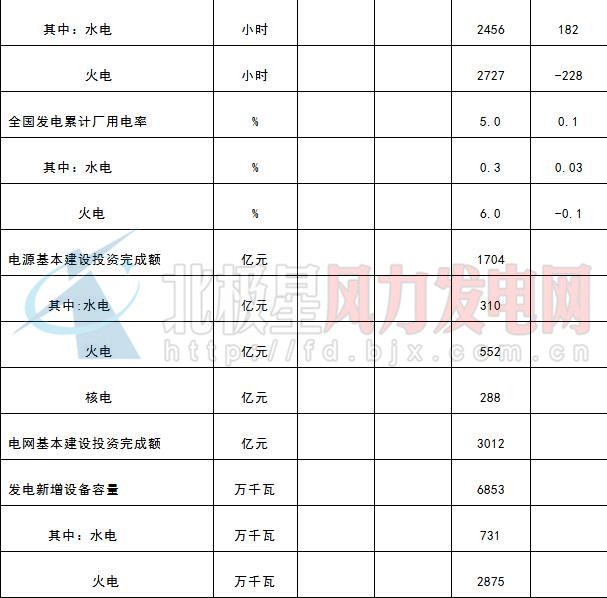 其中：水电 小时 2456 182
火电 小时 2727 -228
全国发电累计厂用电率 % 5.0 0.1
其中：水电 % 0.3 0.03
火电 % 6.0 -0.1
电源基本建设投资完成额 亿元 1704
其中:水电 亿元 310
北极星风力发电网
火电 亿元 552
http://fd.bjx.com.cn
核电 亿元 288
电网基本建设投资完成额 亿元 3012
发电新增设备容量 万千瓦 6853
其中：水电 万千瓦 731
火电 万千瓦 2875